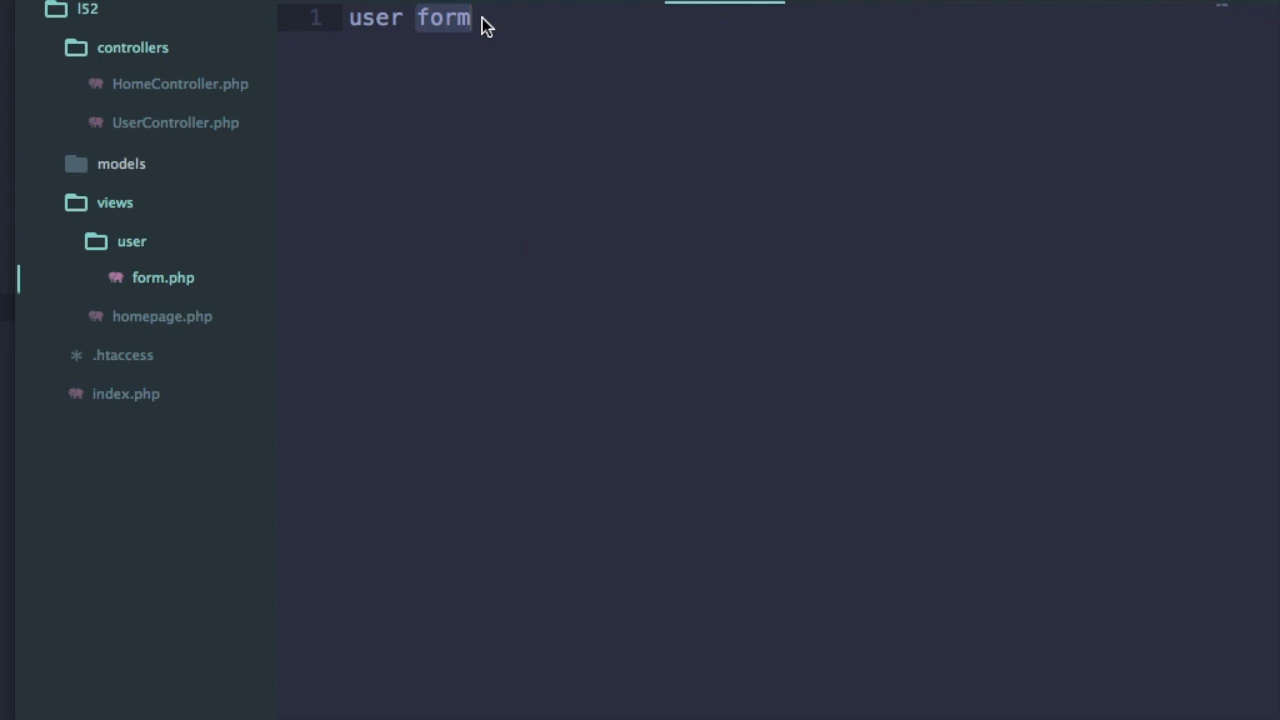 l52
controllers
HomeController.php
UserController.php
models
views
user
form.php
homepage.php
.htaccess
index.php
1 user form